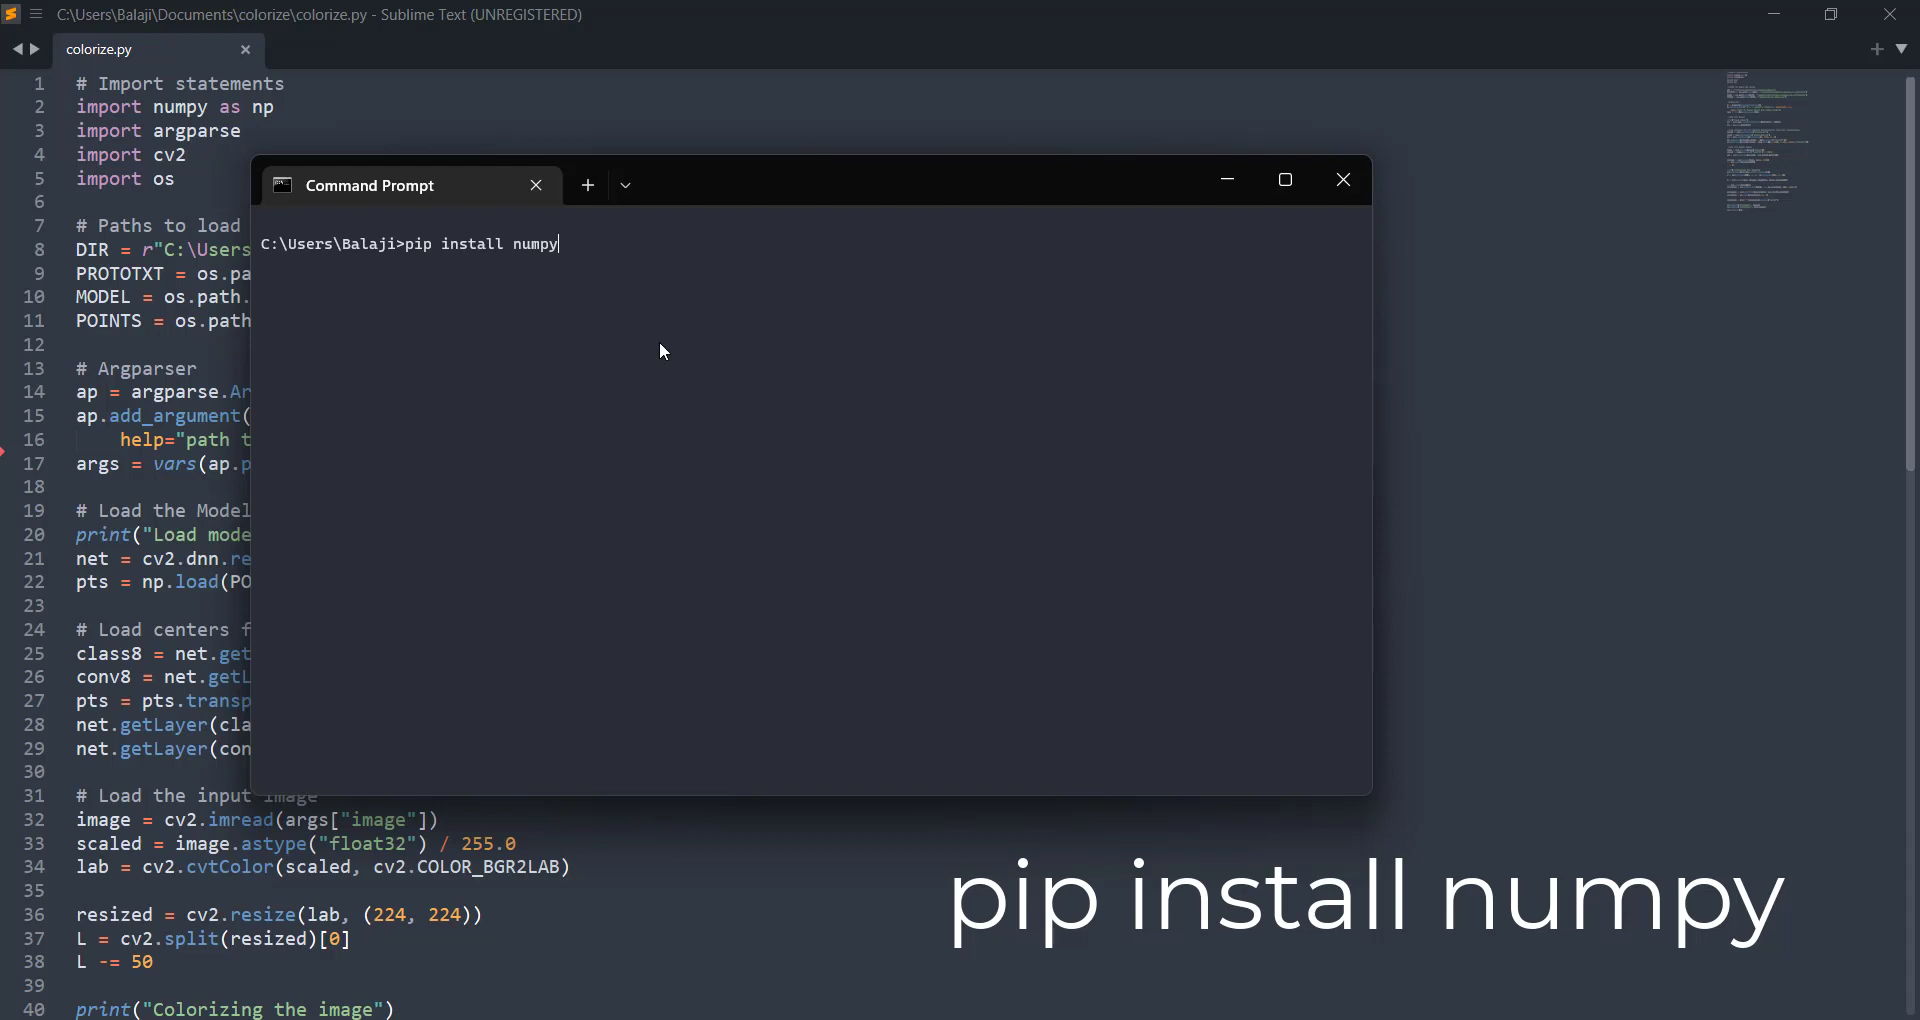 C:\Users\Balaji\Documents\colorize\colorize.py - Sublime Text (UNREGISTERED)
colorize.py
1 # Import statements
2 import numpy as np
3 import argparse
4 import cv2
5 import os
6
7 # Paths to load
8 DIR = r"C:\Users
9 PROTOTXT = os.pa
10 MODEL = os.path.
11 POINTS = os.path
12
13 # Argparser
14 ap = argparse.Ar
15 ap.add_argument(
16 help="path t
17 args = vars(ap.p
18
19 # Load the Model
20 print("Load mode
21 net = cv2.dnn.re
22 pts = np.load(PO
23
24 # Load centers f
25 class8 = net.get
26 conv8 = net.getL
27 pts = pts.transp
28 net.getLayer(cla
29 net.getLayer(con
30
31 # Load the input image
32 image = cv2.imread(args["image"])
33 scaled = image.astype("float32") / 255.0
34 lab = cv2.cvtColor(scaled, cv2.COLOR_BGR2LAB)
35
36 resized = cv2.resize(lab, (224, 224))
37 L = cv2.split(resized)[0]
38 L -= 50
39
40 print("Colorizing the image")
Command Prompt
C:\Users\Balaji>pip install numpy
pip install numpy